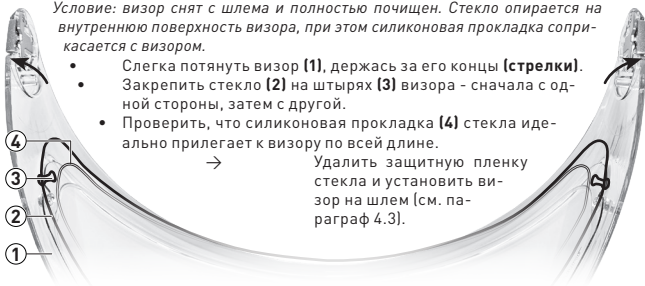 Условие: визор снят с шлема и полностью почищен. Стекло опирается на
внутреннюю поверхность визора, при этом силиконовая прокладка сопри-
касается с визором.
• Слегка потянуть визор (1), держась за его концы (стрелки).
• Закрепить стекло (2) на штырях (3) визора - сначала с од-
ной стороны, затем с другой.
• Проверить, что силиконовая прокладка (4) стекла иде-
ально прилегает к визору по всей длине.
→ Удалить защитную пленку
стекла и установить ви-
зор на шлем (см. па-
раграф 4.3).
4
3
2
1